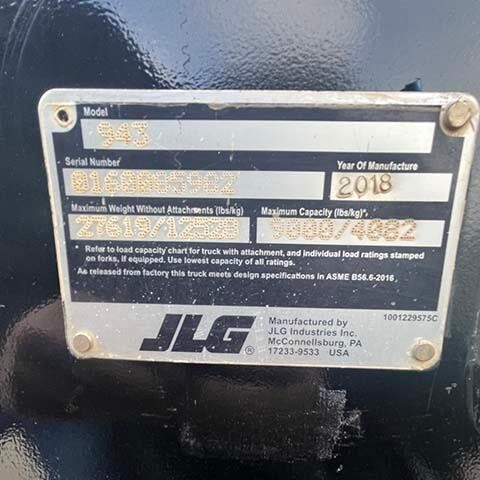 Model
943
Serial Number
Year Of Manufacture
0160085962
2018
Maximum Weight Without Attachments (lbs/kg)
Maximum Capacity (lbs/kg)*
27619/12528
9000/4082
* Refer to load capacity chart for truck with attachment, and individual load ratings stamped
on forks, if equipped. Use lowest capacity of all ratings.
As released from factory this truck meets design specifications in ASME B56.6-2016
JLG®
Manufactured by
JLG Industries Inc.
McConnellsburg, PA
17233-9533 USA
1001229575C